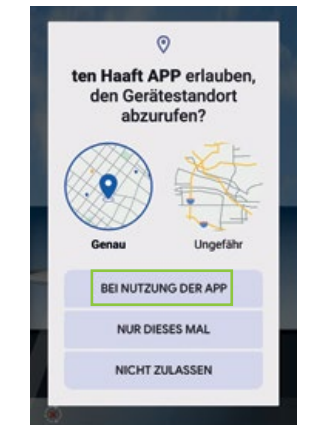 ten Haaft APP erlauben,
den Gerätestandort
abzurufen?
Genau
Ungefähr
BEI NUTZUNG DER APP
NUR DIESES MAL
NICHT ZULASSEN